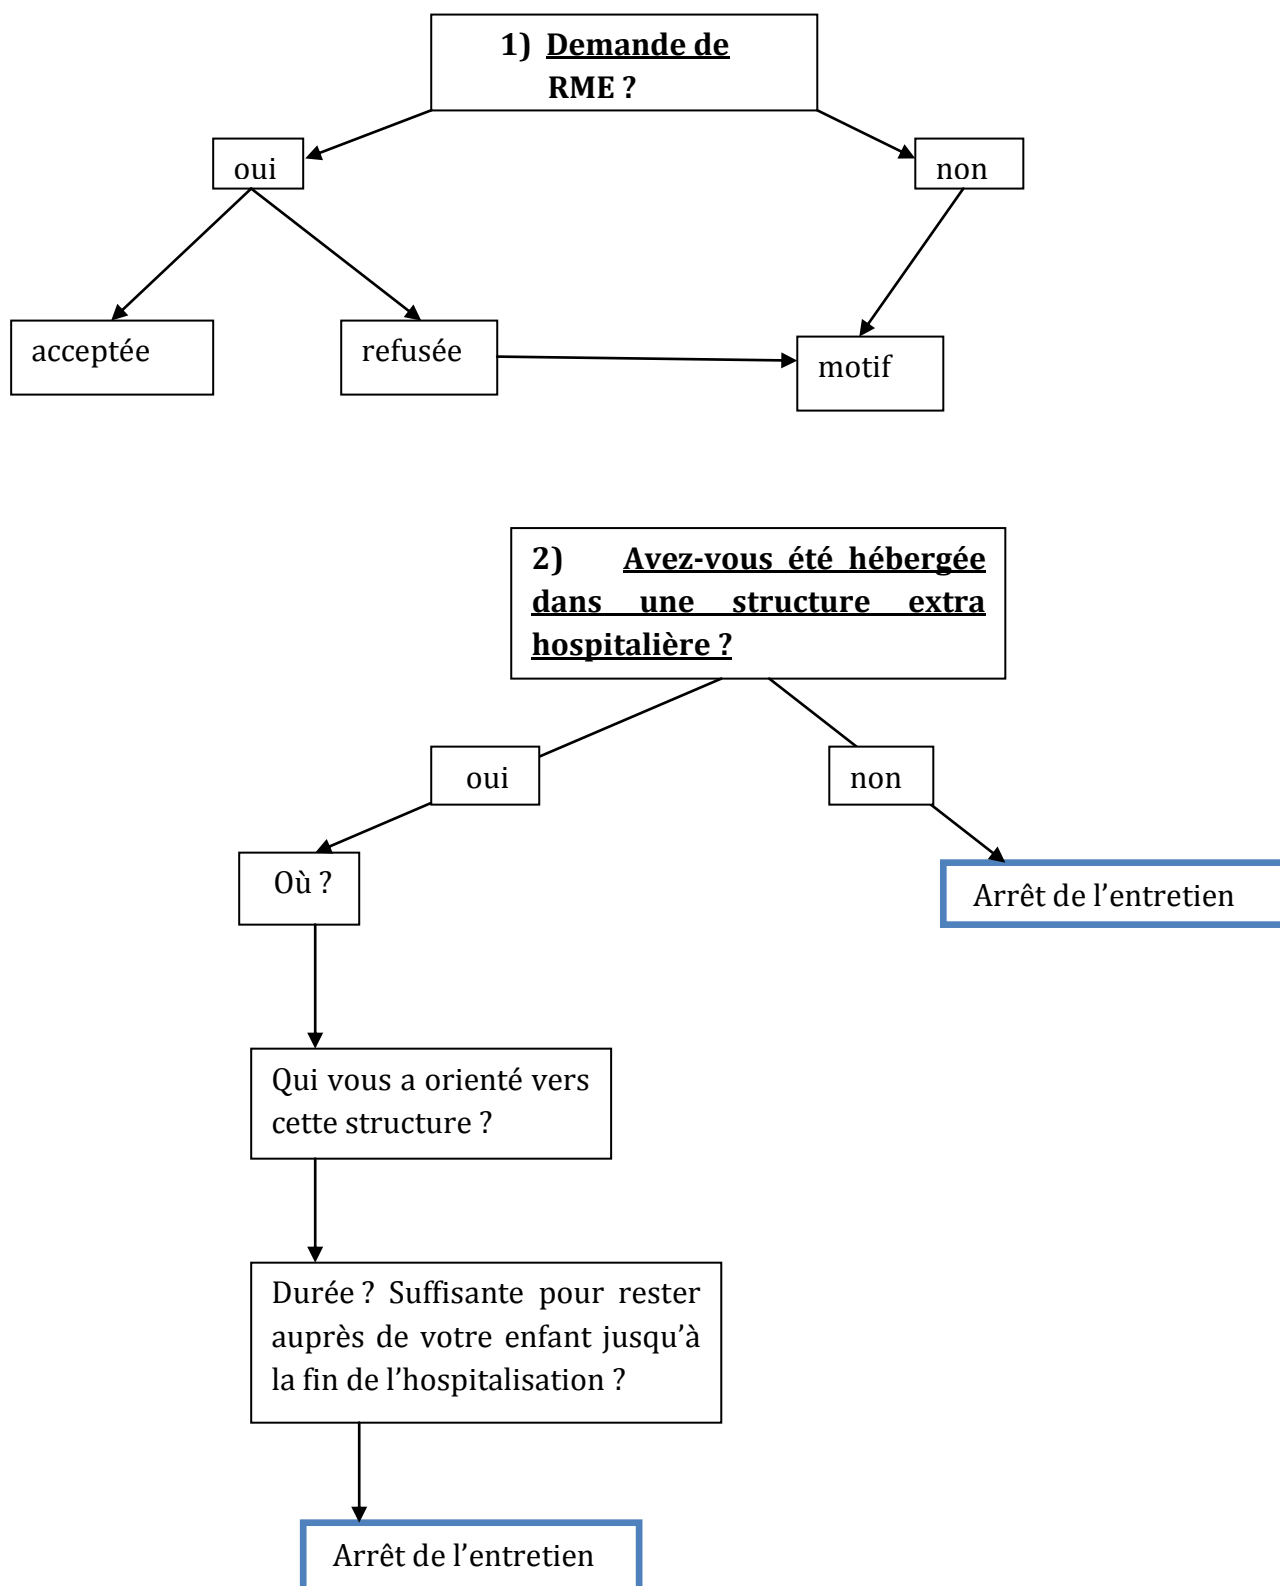 1) Demande de
RME ?
oui
non
acceptée
refusée
motif
2) Avez-vous été hébergée
dans une structure extra
hospitalière ?
oui
non
Où ?
Arrêt de l’entretien
Qui vous a orienté vers
cette structure ?
Durée ? Suffisante pour rester
auprès de votre enfant jusqu’à
la fin de l’hospitalisation ?
Arrêt de l’entretien